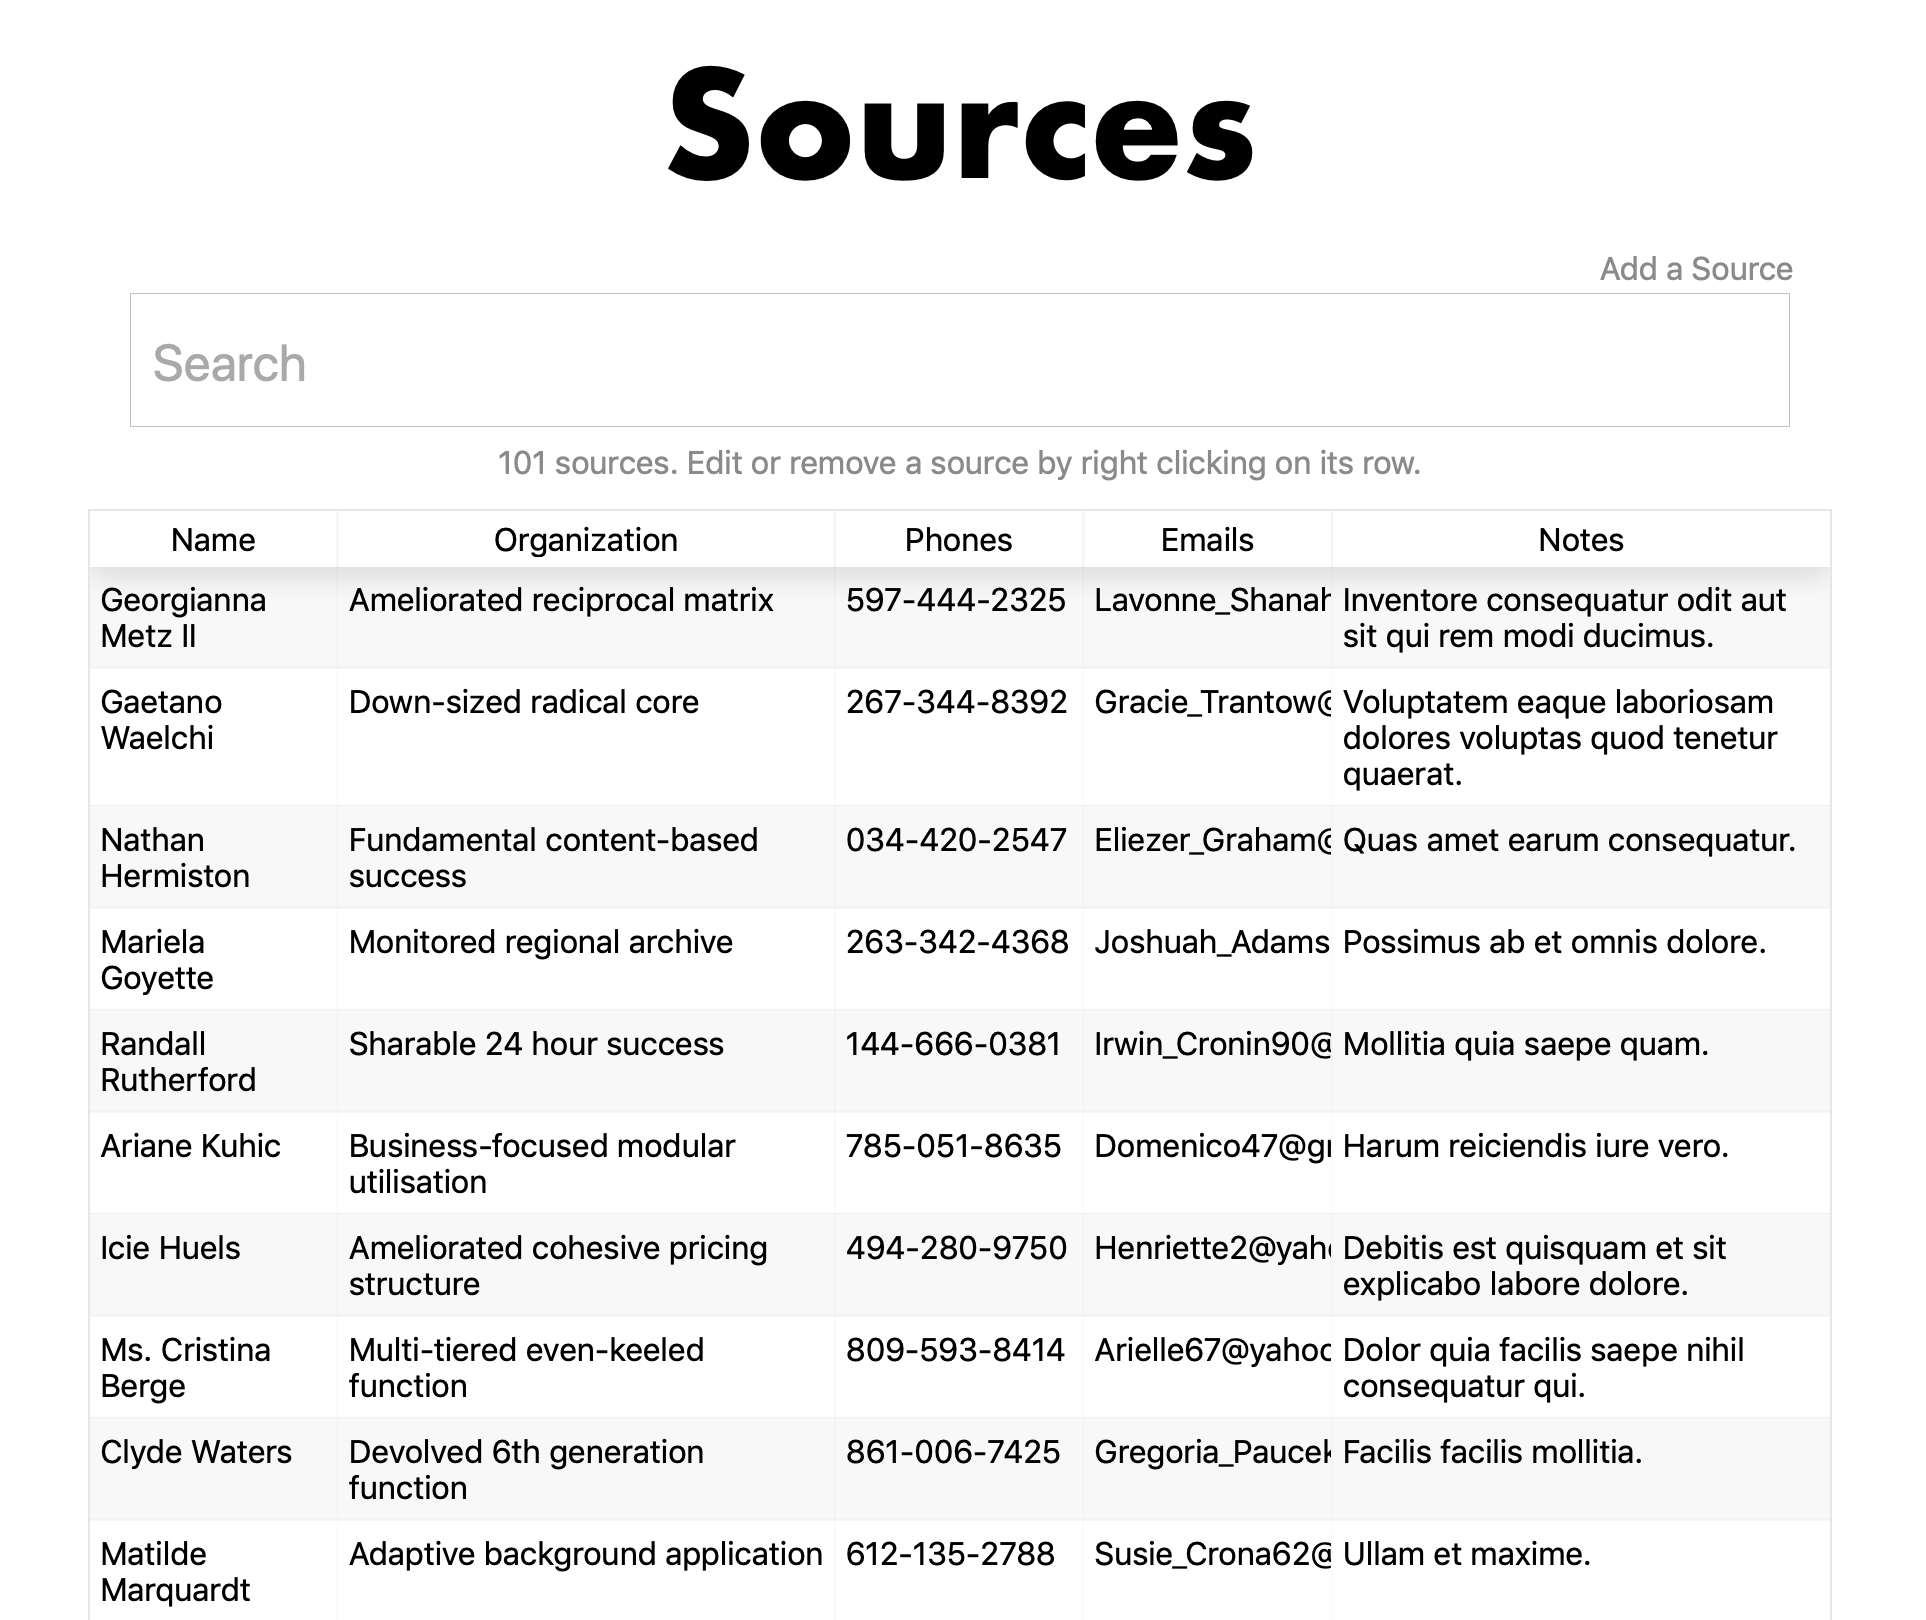 Sources
Add a Source
Search
101 sources. Edit or remove a source by right clicking on its row.
Name Organization Phones Emails Notes
Georgianna Ameliorated reciprocal matrix 597-444-2325 Lavonne_Shanah Inventore consequatur odit aut
Metz II sit qui rem modi ducimus.
Gaetano Down-sized radical core 267-344-8392 Gracie_Trantow@ Voluptatem eaque laboriosam
Waelchi dolores voluptas quod tenetur
quaerat.
Nathan Fundamental content-based 034-420-2547 Eliezer_Graham@ Quas amet earum consequatur.
Hermiston success
Mariela Monitored regional archive 263-342-4368 Joshuah_Adams Possimus ab et omnis dolore.
Goyette
Randall Sharable 24 hour success 144-666-0381 Irwin_Cronin90@ Mollitia quia saepe quam.
Rutherford
Ariane Kuhic Business-focused modular 785-051-8635 Domenico47@g Harum reiciendis iure vero.
utilisation
Icie Huels Ameliorated cohesive pricing 494-280-9750 Henriette2@yah Debitis est quisquam et sit
structure explicabo labore dolore.
Ms. Cristina Multi-tiered even-keeled 809-593-8414 Arielle67@yahoo Dolor quia facilis saepe nihil
Berge function consequatur qui.
Clyde Waters Devolved 6th generation 861-006-7425 Gregoria_Paucek Facilis facilis mollitia.
function
Matilde Adaptive background application 612-135-2788 Susie_Crona62@ Ullam et maxime.
Marquardt